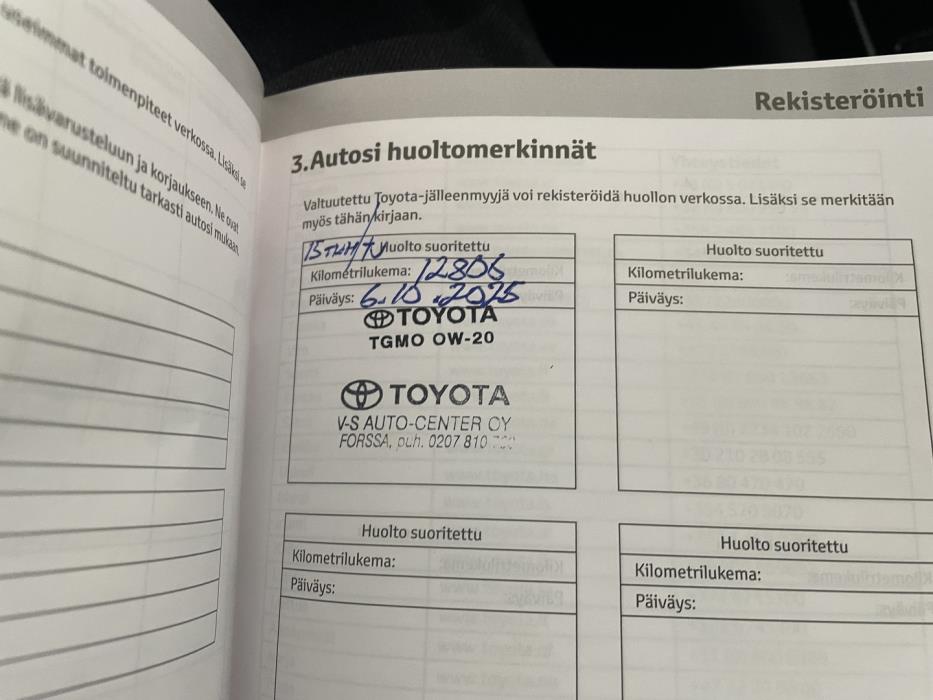 toimenpiteet verkossa. Lisäksi se
lisävarusteluun ja korjaukseen. Ne ovat
on suunniteltu tarkasti autosi mukaan.
Rekisteröinti
3.Autosi huoltomerkinnät
Valtuutettu Toyota-jälleenmyyjä voi rekisteröidä huollon verkossa. Lisäksi se merkitään
myös tähän kirjaan.
Huolto suoritettu
Kilometrilukema: 12806
Päiväys: 6.10.2025
TOYOTA
TGMO OW-20
TOYOTA
V-S AUTO-CENTER OY
FORSSA, puh. 0207 810
Huolto suoritettu
Kilometrilukema:
Päiväys:
Huolto suoritettu
Kilometrilukema:
Päiväys:
Huolto suoritettu
Kilometrilukema:
Päiväys: